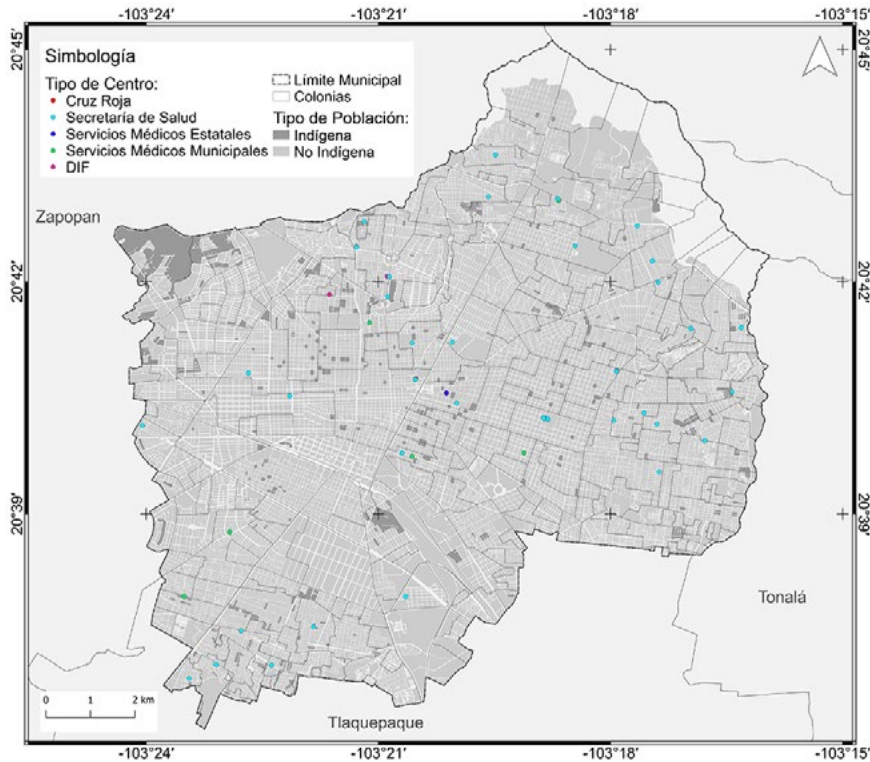 -103°24' -103°21' -103°18' -103°15'
20°45' 20°45'
Simbología
Tipo de Centro:
Cruz Roja
Secretaría de Salud
Servicios Médicos Estatales
Servicios Médicos Municipales
DIF
Límite Municipal
Colonias
Tipo de Población:
Indígena
No Indígena
Zapopan
20°42' 20°42'
20°39' 20°39'
Tonalá
0 1 2 km
Tlaquepaque
-103°24' -103°21' -103°18' -103°15'